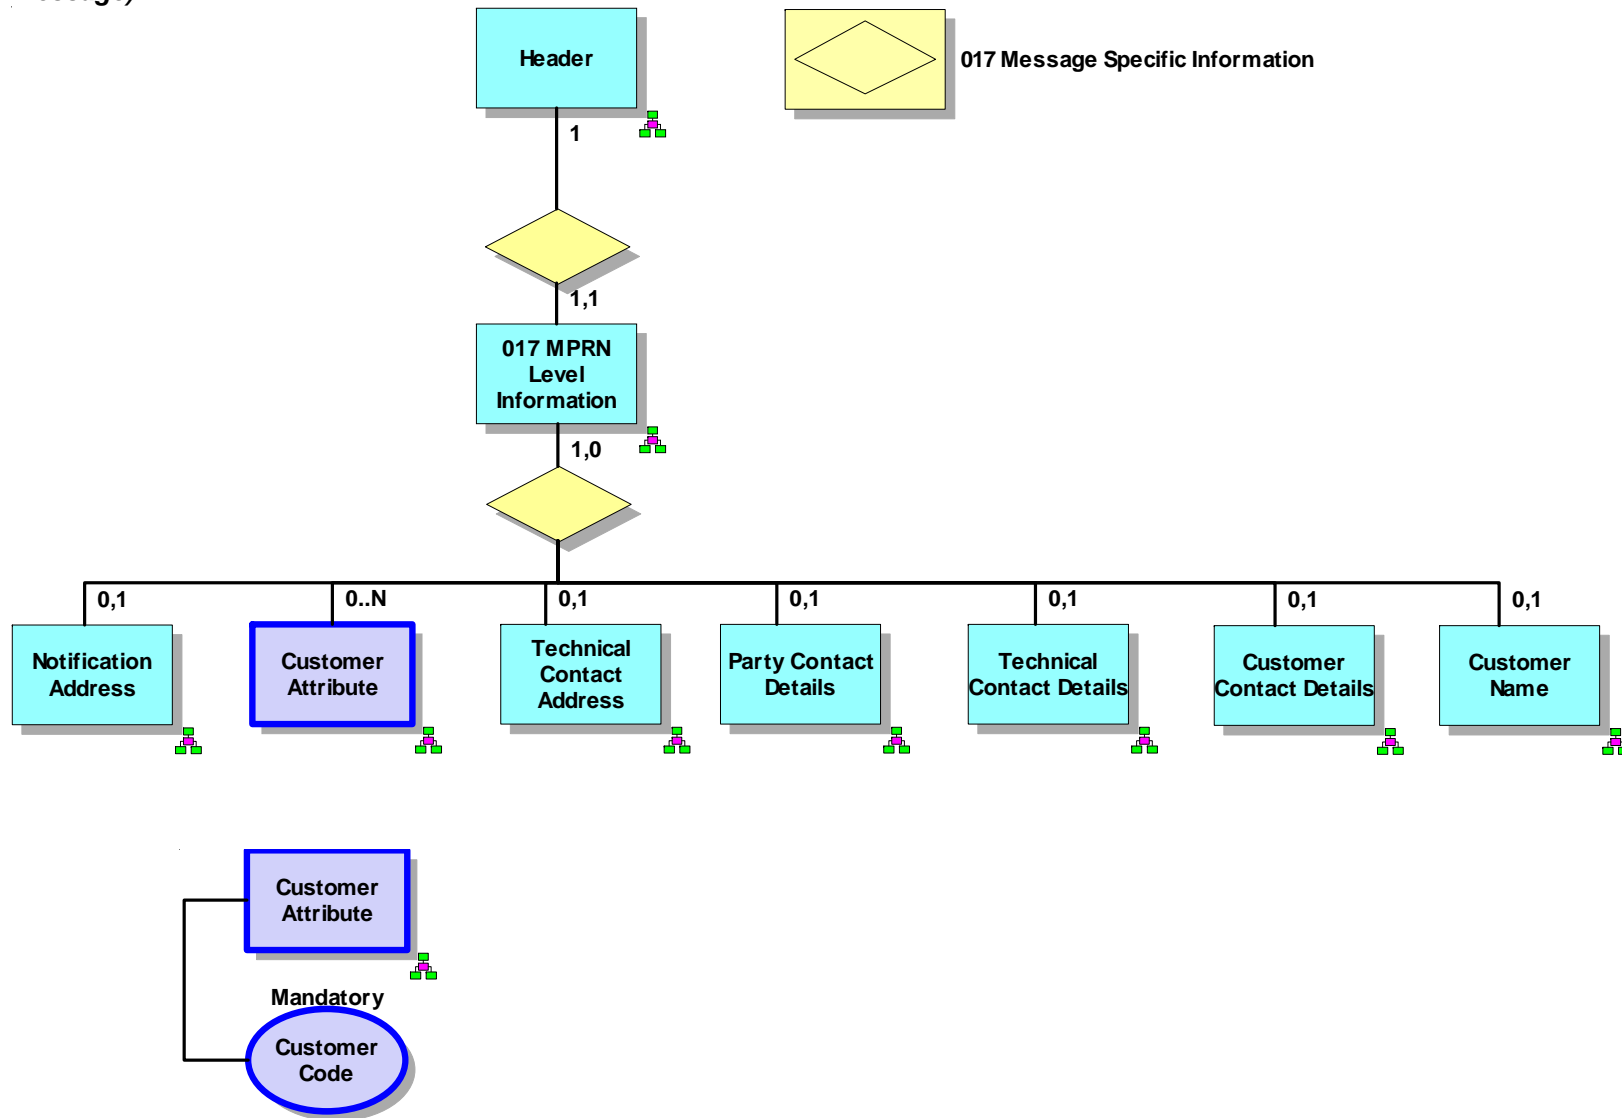 Header
017 Message Specific Information
1
1,1
017 MPRN
Level
Information
1,0
0,1
0..N
0,1
0,1
0,1
0,1
0,1
Notification
Address
Customer
Attribute
Technical
Contact
Address
Party Contact
Details
Technical
Contact Details
Customer
Contact Details
Customer
Name
Customer
Attribute
Mandatory
Customer
Code